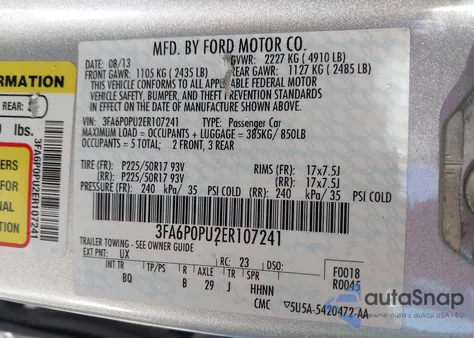 MFD. BY FORD MOTOR CO.
DATE: 08/13 GVWR: 2227 KG (4910 LB)
FRONT GAWR: 1105 KG (2435 LB) REAR GAWR: 1127 KG (2485 LB)
THIS VEHICLE CONFORMS TO ALL APPLICABLE FEDERAL MOTOR
VEHICLE SAFETY, BUMPER, AND THEFT PREVENTION STANDARDS
IN EFFECT ON THE DATE OF MANUFACTURE SHOWN ABOVE.
VIN: 3FA6P0PU2ER107241 TYPE: Passenger Car
MAXIMUM LOAD = OCCUPANTS + LUGGAGE = 385KG/ 850LB
OCCUPANTS = 5 TOTAL: 2 FRONT, 3 REAR
TIRE (FR): P225/50R17 93V RIMS (FR): 17x7.5J
TIRE (RR): P225/50R17 93V RIMS (RR): 17x7.5J
PRESSURE (FR): 240 kPa/ 35 PSI COLD (RR): 240 kPa/ 35 PSI COLD
3FA6P0PU2ER107241
TRAILER TOWING - SEE OWNER GUIDE
EXT PNT: UX RC: 23 DSO: F0018
INT TR TP/PS R AXLE TR R0045
BQ B 29 J HHNN
CMC 5U5A-5420472-AA
FORMATION
REAR:
0 lbs.
3FA6P0PU2ER107241
autoSnap